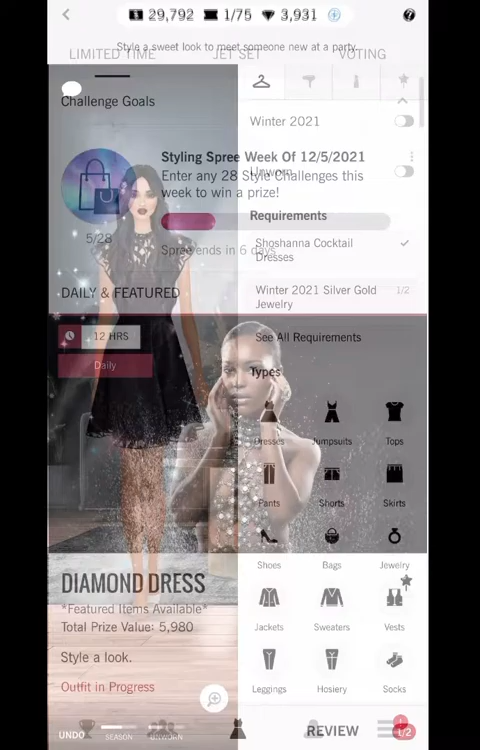 29,792 1/75 3,931
Style a sweet look to meet someone new at a party.
LIMITED TIME JET SET VOTING
Challenge Goals
Winter 2021
Styling Spree Week Of 12/5/2021
Unworn
Enter any 28 Style Challenges this
week to win a prize!
Requirements
5/28
Spree ends in 6 days
Shoshanna Cocktail
Dresses
DAILY & FEATURED
Winter 2021 Silver Gold
Jewelry
1/2
12 HRS
See All Requirements
Daily
Types
Dresses Jumpsuits Tops
Pants Shorts Skirts
Shoes Bags Jewelry
DIAMOND DRESS
*Featured Items Available*
Total Prize Value: 5,980
Jackets Sweaters Vests
Style a look.
Outfit in Progress
Leggings Hosiery Socks
UNDO SEASON UNWORN REVIEW 1/2